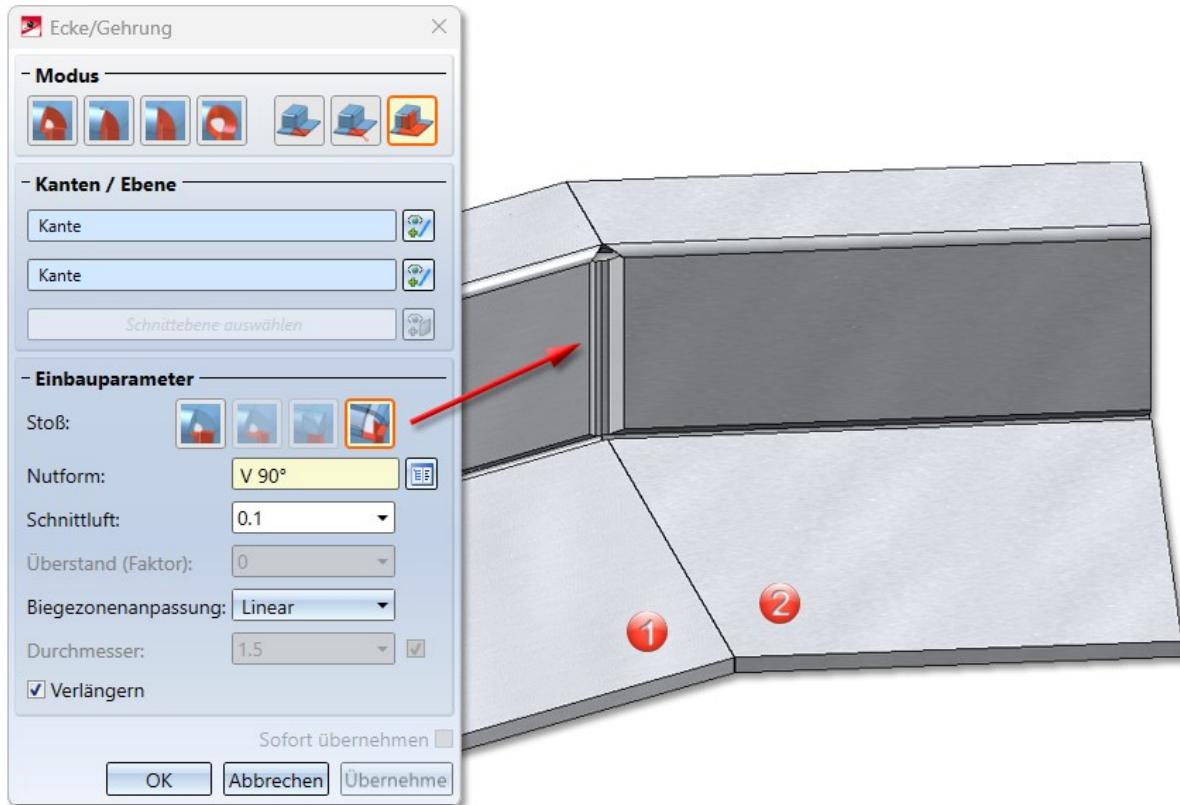 Ecke/Gehrung
Modus
Kanten / Ebene
Kante
Kante
Schnittebene auswählen
Einbauparameter
Stoß:
Nutform: V 90°
Schnittluft: 0.1
Überstand (Faktor): 0
Biegezonenanpassung: Linear
Durchmesser: 1.5
Verlängern
Sofort übernehmen
OK Abbrechen Übernehme
1
2